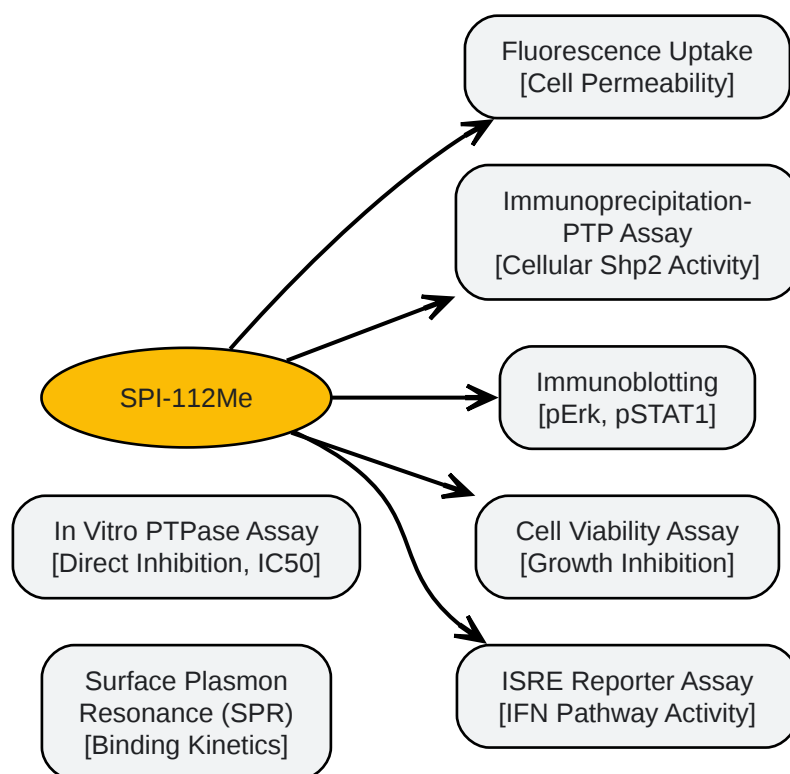 Fluorescence Uptake
[Cell Permeability]
Immunoprecipitation-
PTP Assay
[Cellular Shp2 Activity]
SPI-112Me
Immunoblotting
[pErk, pSTAT1]
In Vitro PTPase Assay
[Direct Inhibition, IC50]
Cell Viability Assay
[Growth Inhibition]
Surface Plasmon
Resonance (SPR)
[Binding Kinetics]
ISRE Reporter Assay
[IFN Pathway Activity]